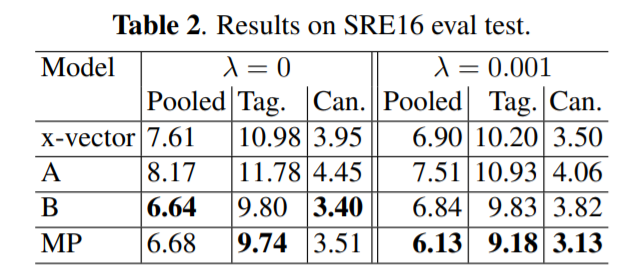 Table 2. Results on SRE16 eval test.
Model λ = 0 λ = 0.001
Pooled Tag. Can. Pooled Tag. Can.
x-vector 7.61 10.98 3.95 6.90 10.20 3.50
A 8.17 11.78 4.45 7.51 10.93 4.06
B 6.64 9.80 3.40 6.84 9.83 3.82
MP 6.68 9.74 3.51 6.13 9.18 3.13